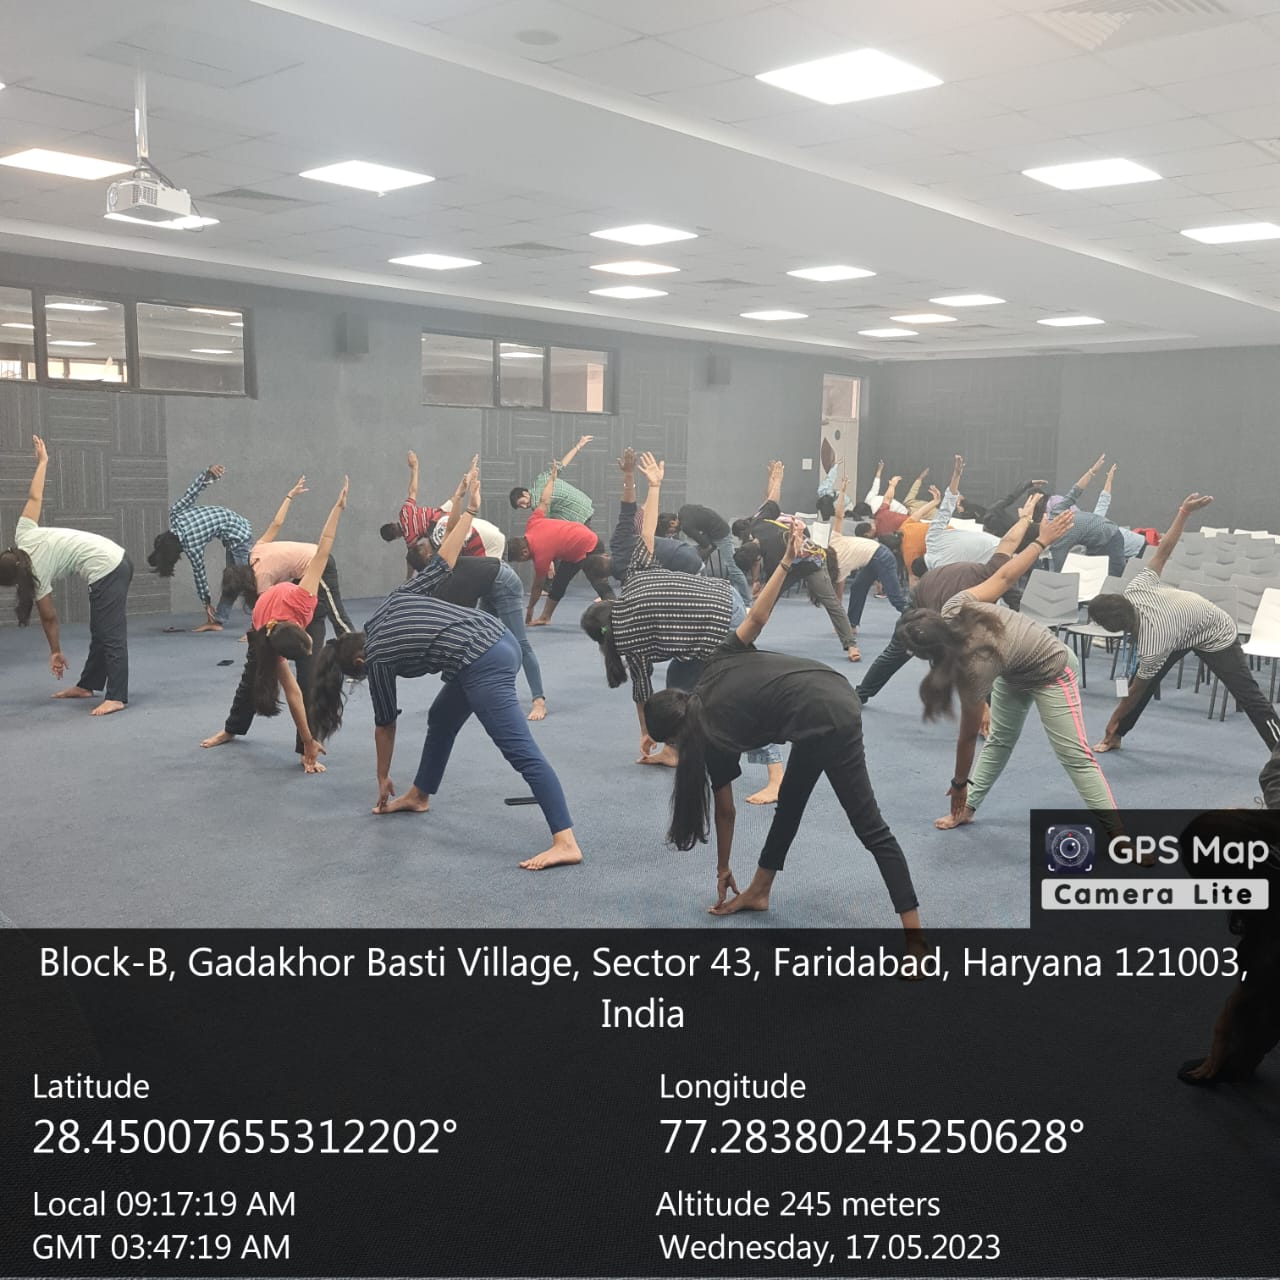 GPS Map
Camera Lite
Block-B, Gadakhor Basti Village, Sector 43, Faridabad, Haryana 121003,
India
Latitude
28.45007655312202°
Longitude
77.28380245250628°
Local 09:17:19 AM
GMT 03:47:19 AM
Altitude 245 meters
Wednesday, 17.05.2023